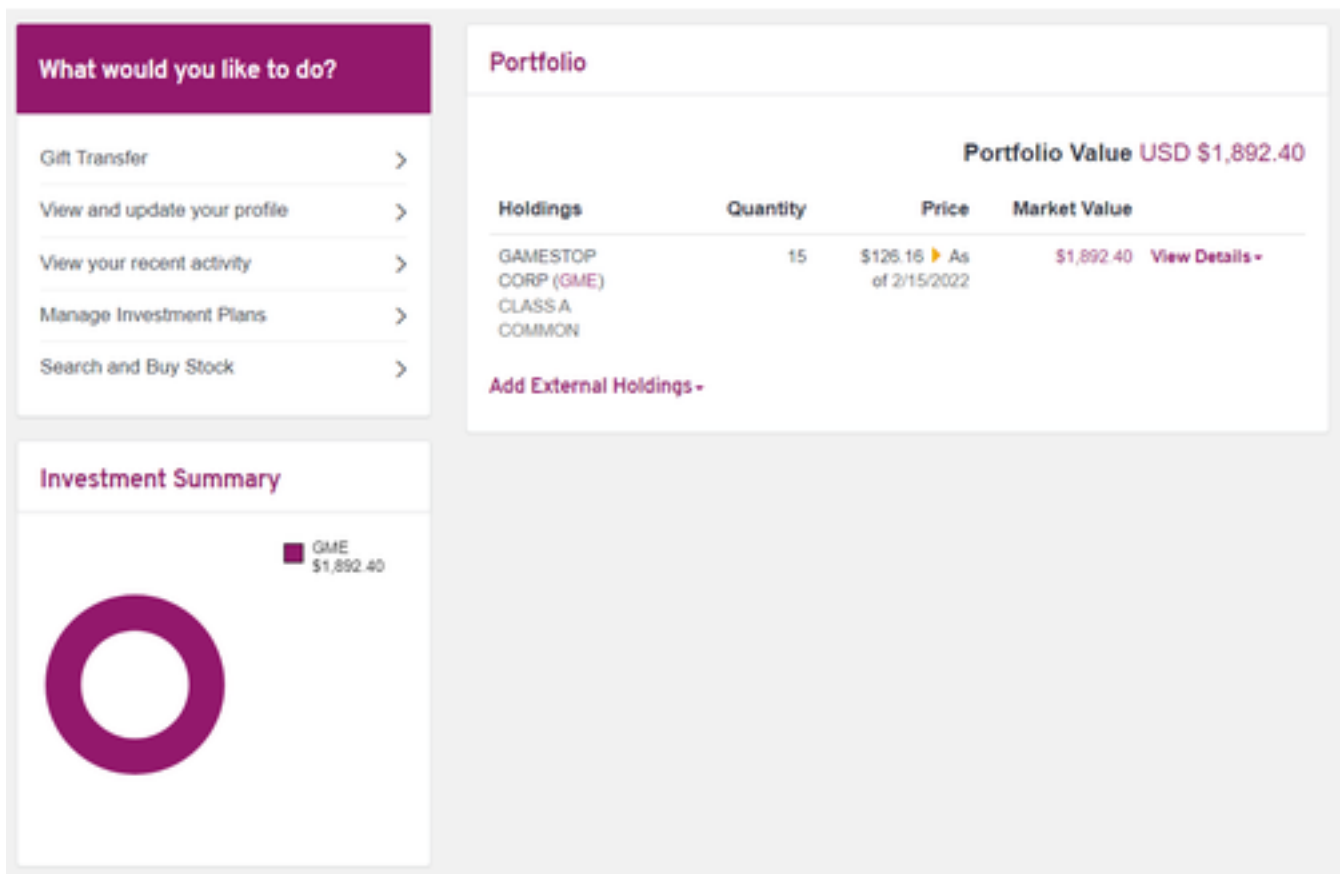 What would you like to do?
Gift Transfer
View and update your profile
View your recent activity
Manage Investment Plans
Search and Buy Stock
Portfolio
Portfolio Value USD $1,892.40
Holdings Quantity Price Market Value
GAMESTOP 15 $126.16 As $1,892.40 View Details
CORP (GME) of 2/15/2022
CLASS A
COMMON
Add External Holdings
Investment Summary
GME
$1,892.40